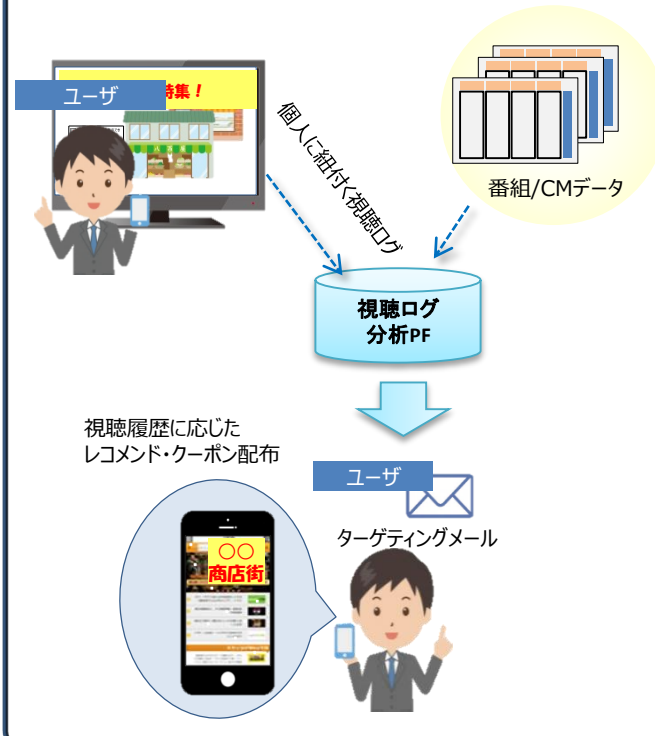 ユーザ
特集!
個人に紐付く視聴ログ
番組/CMデータ
視聴ログ
分析PF
視聴履歴に応じた
レコメンド・クーポン配布
ユーザ
ターゲティングメール
〇〇
商店街